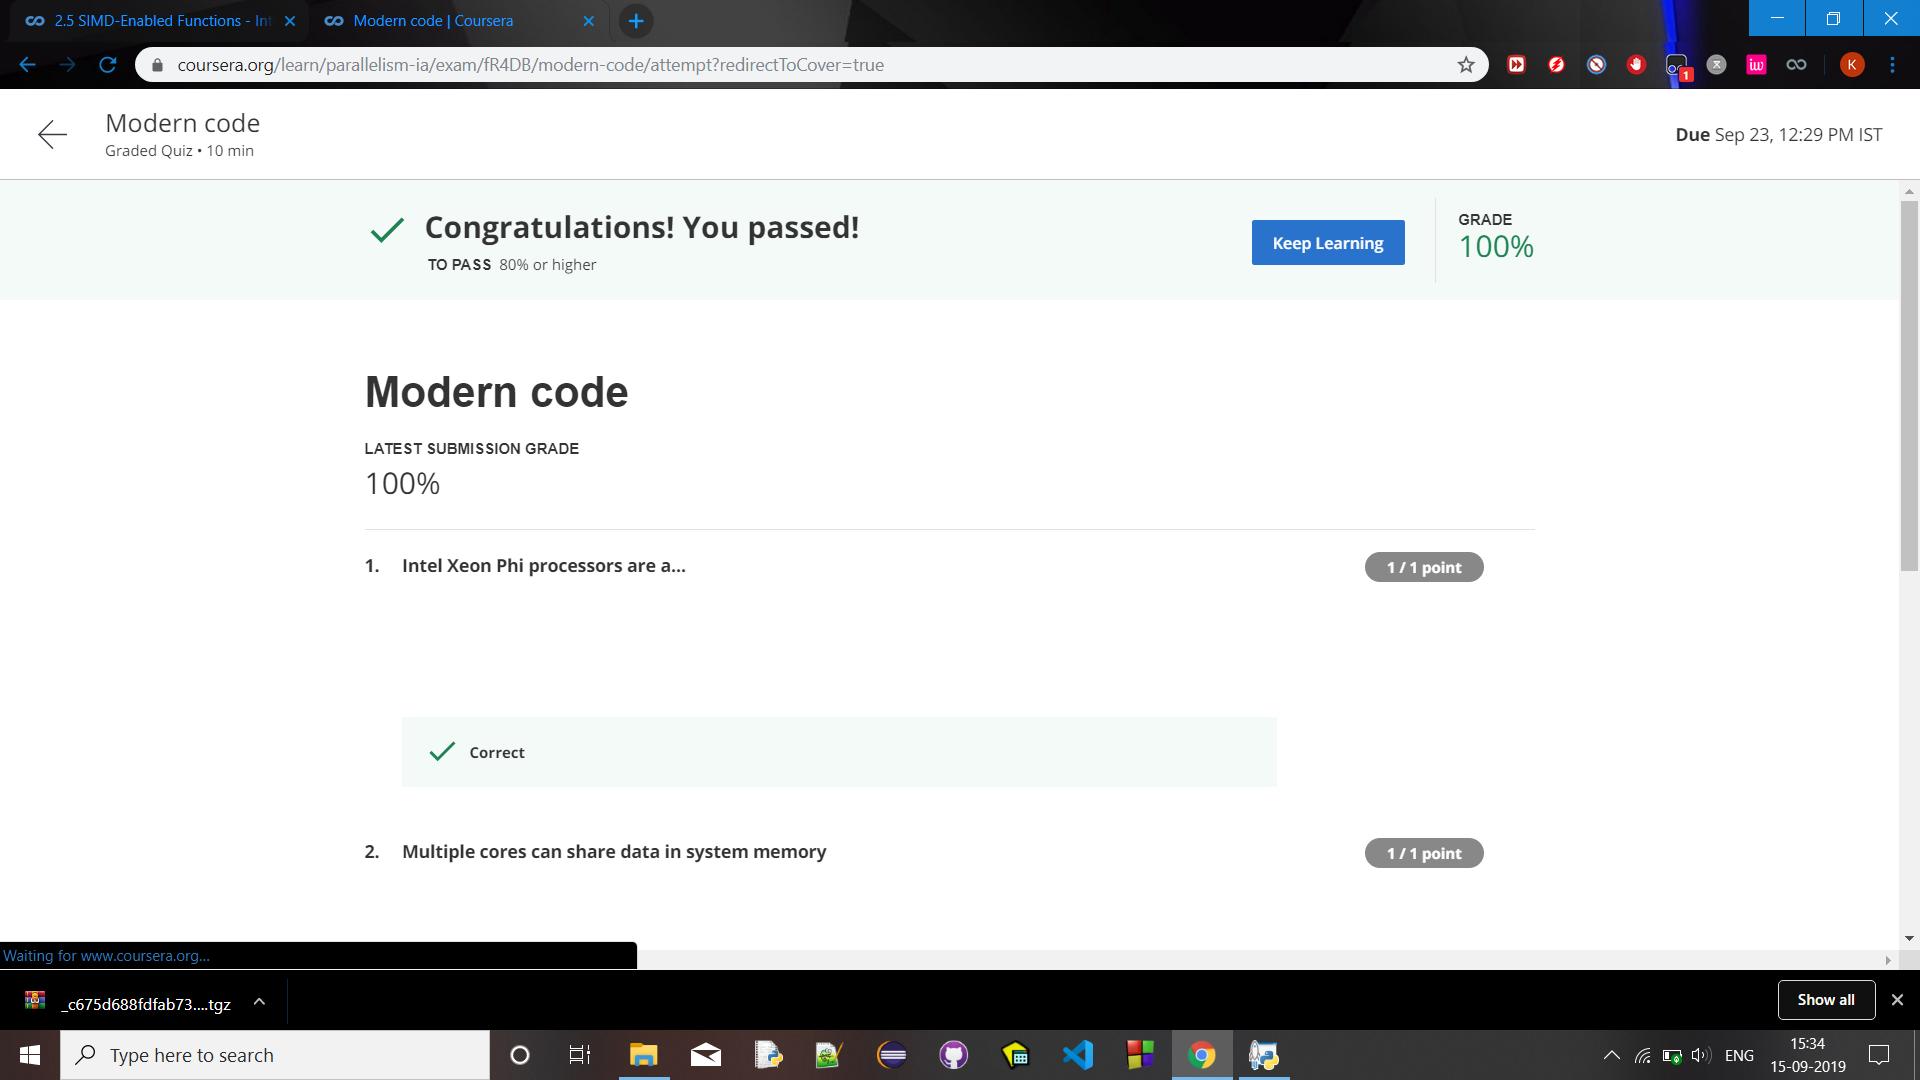 2.5 SIMD-Enabled Functions - Int
Modern code | Coursera
coursera.org/learn/parallelism-ia/exam/fR4DB/modern-code/attempt?redirectToCover=true
1
iw
K
Modern code
Graded Quiz • 10 min
Due Sep 23, 12:29 PM IST
Congratulations! You passed!
TO PASS 80% or higher
Keep Learning
GRADE
100%
Modern code
LATEST SUBMISSION GRADE
100%
1. Intel Xeon Phi processors are a...
1 / 1 point
Correct
2. Multiple cores can share data in system memory
1 / 1 point
Waiting for www.coursera.org...
_c675d688fdfab73....tgz
Show all
Type here to search
ENG
15:34
15-09-2019